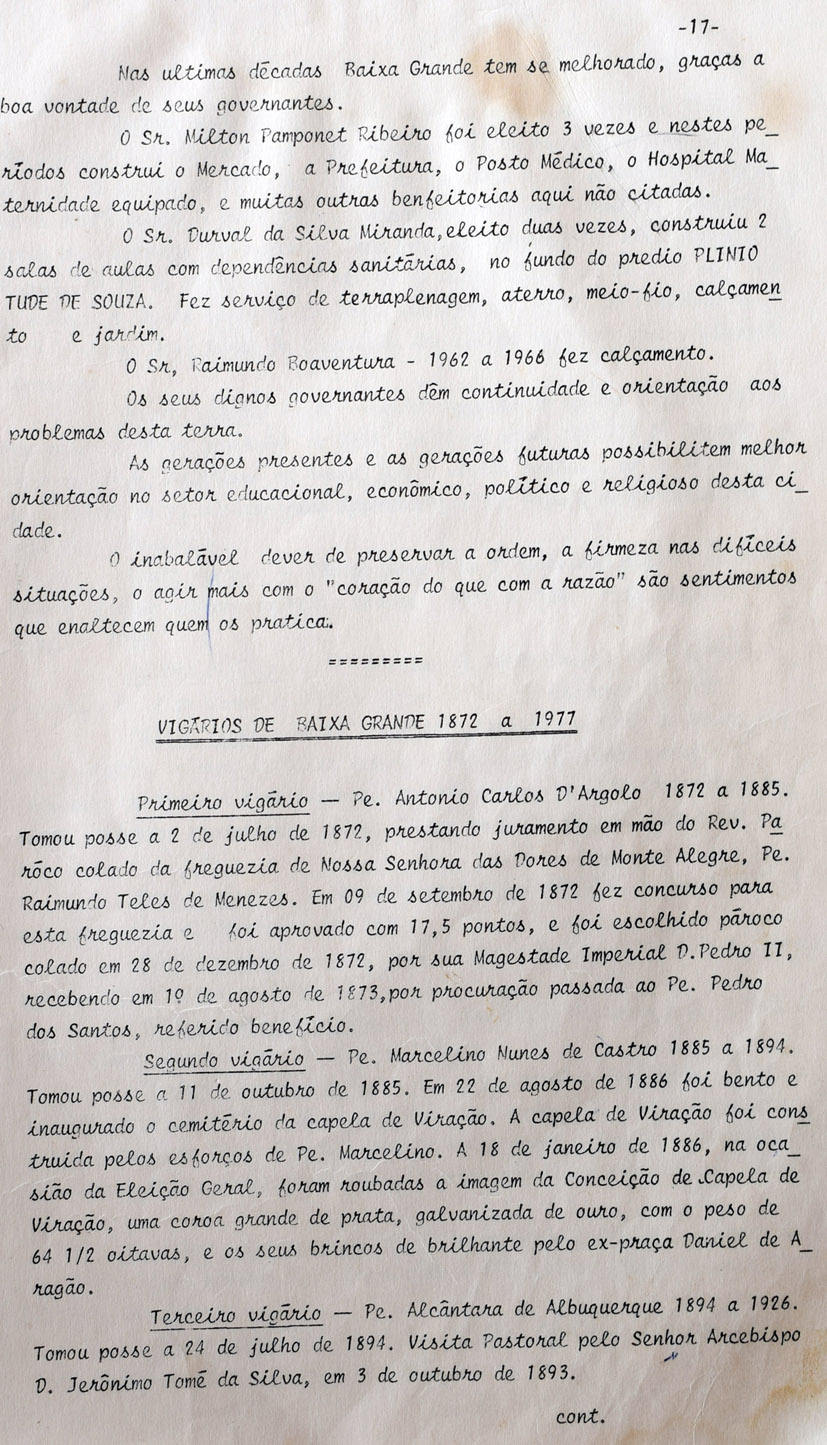 -17-
Nas ultimas décadas Baixa Grande tem se melhorado, graças a
boa vontade de seus governantes.
O Sr. Milton Pamponet Ribeiro foi eleito 3 vezes e nestes pe_
ríodos construi o Mercado, a Prefeitura, o Posto Médico, o Hospital Ma_
ternidade equipado, e muitas outras benfeitorias aqui não citadas.
O Sr. Durval da Silva Miranda,eleito duas vezes, construiu 2
salas de aulas com dependências sanitárias, no fundo do predio PLINIO
TUDE DE SOUZA. Fez serviço de terraplenagem, aterro, meio-fio, calçamen
to e jardim.
O Sr, Raimundo Boaventura - 1962 a 1966 fez calçamento.
Os seus dignos governantes dêm continuidade e orientação aos
problemas desta terra.
As gerações presentes e as gerações futuras possibilitem melhor
orientação no setor educacional, econômico, político e religioso desta ci_
dade.
O inabalável dever de preservar a ordem, a firmeza nas difíceis
situações, o agir mais com o "coração do que com a razão" são sentimentos
que enaltecem quem os pratica.
=========
VIGÁRIOS DE BAIXA GRANDE 1872 a 1977
Primeiro vigário — Pe. Antonio Carlos D'Argolo 1872 a 1885.
Tomou posse a 2 de julho de 1872, prestando juramento em mão do Rev. Pa
róco colado da freguezia de Nossa Senhora das Dores de Monte Alegre, Pe.
Raimundo Teles de Menezes. Em 09 de setembro de 1872 fez concurso para
esta freguezia e foi aprovado com 17,5 pontos, e foi escolhido pároco
colado em 28 de dezembro de 1872, por sua Magestade Imperial D.Pedro II,
recebendo em 1º de agosto de 1873,por procuração passada ao Pe. Pedro
dos Santos, referido benefício.
Segundo vigário — Pe. Marcelino Nunes de Castro 1885 a 1894.
Tomou posse a 11 de outubro de 1885. Em 22 de agosto de 1886 foi bento e
inaugurado o cemitério da capela de Viração. A capela de Viração foi cons
truida pelos esforços de Pe. Marcelino. A 18 de janeiro de 1886, na oca_
sião da Eleição Geral, foram roubadas a imagem da Conceição de Capela de
Viração, uma coroa grande de prata, galvanizada de ouro, com o peso de
64 1/2 oitavas, e os seus brincos de brilhante pelo ex-praça Daniel de A_
ragão.
Terceiro vigário — Pe. Alcântara de Albuquerque 1894 a 1926.
Tomou posse a 24 de julho de 1894. Visita Pastoral pelo Senhor Arcebispo
D. Jerônimo Tomé da Silva, em 3 de outubro de 1893.
cont.